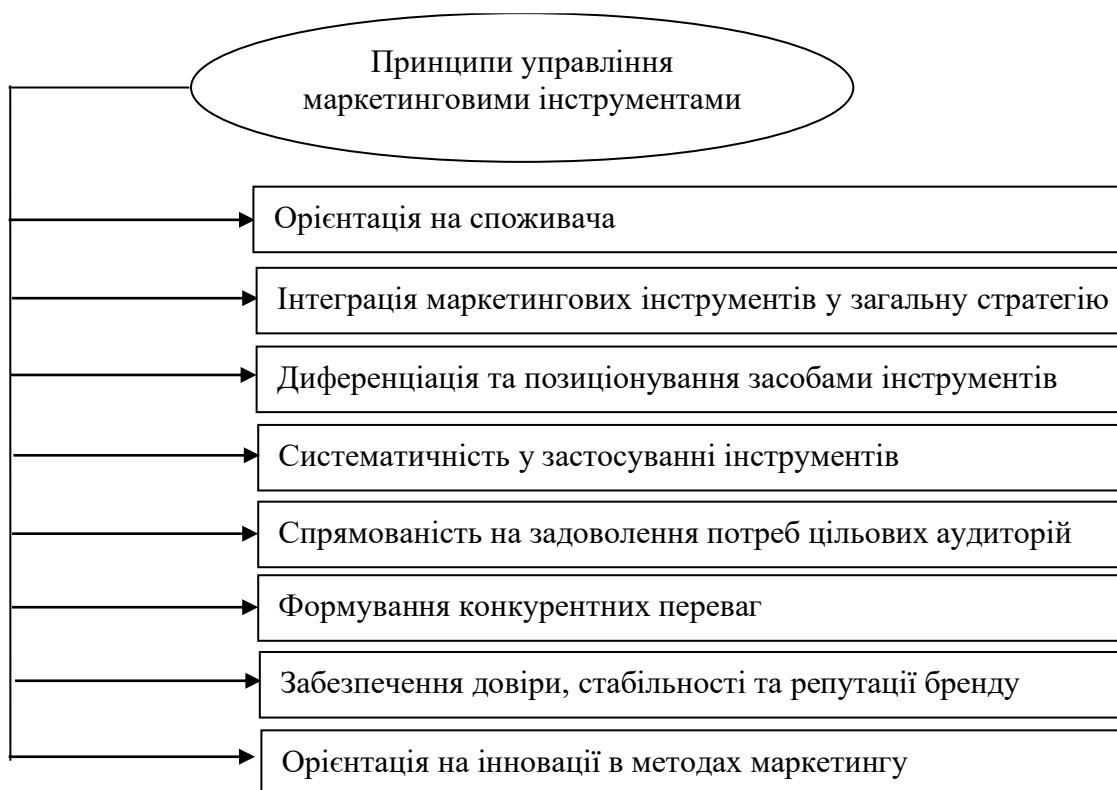 Принципи управління
маркетинговими інструментами
Орієнтація на споживача
Інтеграція маркетингових інструментів у загальну стратегію
Диференціація та позиціонування засобами інструментів
Систематичність у застосуванні інструментів
Спрямованість на задоволення потреб цільових аудиторій
Формування конкурентних переваг
Забезпечення довіри, стабільності та репутації бренду
Орієнтація на інновації в методах маркетингу